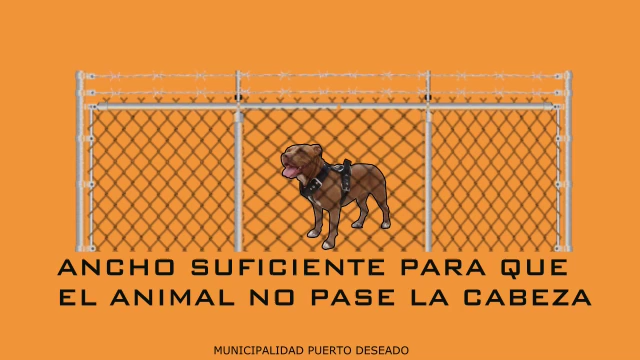 ANCHO SUFICIENTE PARA QUE
EL ANIMAL NO PASE LA CABEZA
MUNICIPALIDAD PUERTO DESEADO